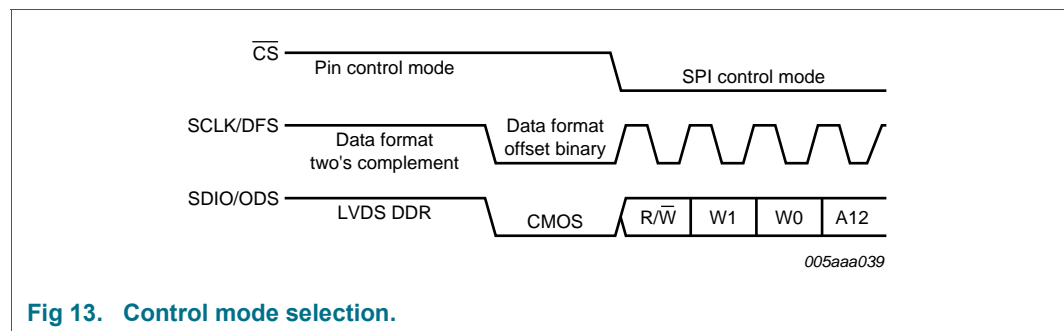 CS
Pin control mode
SPI control mode
SCLK/DFS
Data format
two's complement
Data format
offset binary
SDIO/ODS
LVDS DDR
CMOS
R/W
W1
W0
A12
005aaa039
Fig 13. Control mode selection.